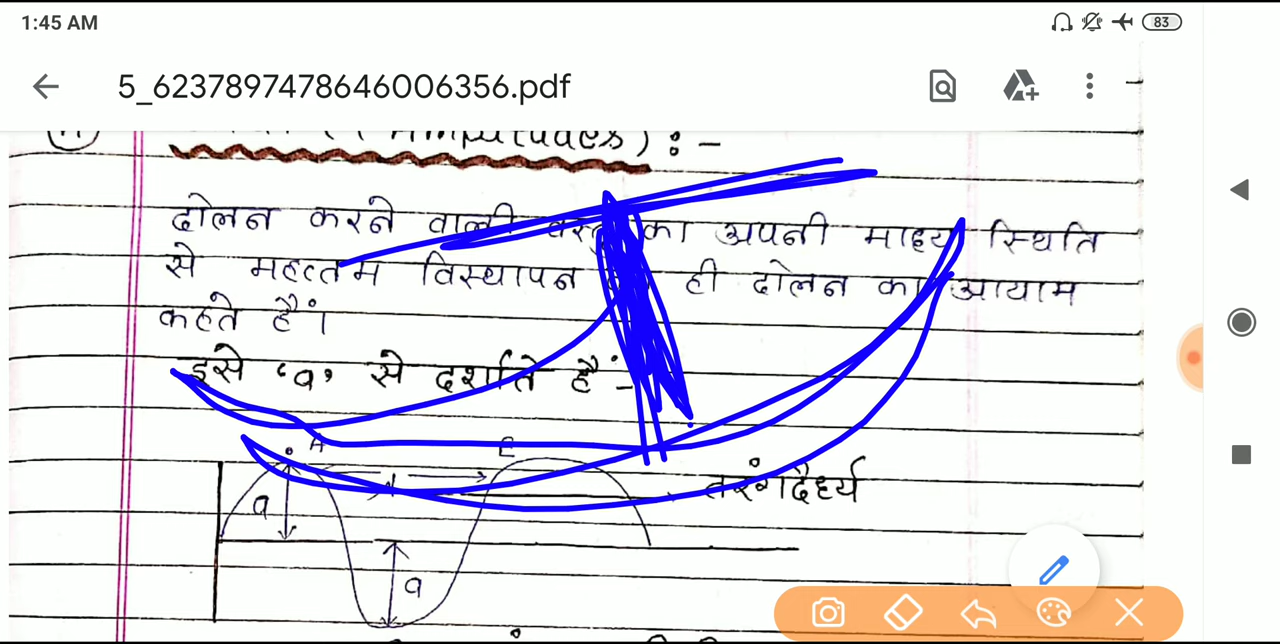 1:45 AM
83
5_6237897478646006356.pdf
दोलन करने वाली का अपनी माध्य स्थिति
से महत्तम विस्थापन ही दोलन का आयाम
कहते हैं।
इसे 'a' से दर्शाते हैं:-
A E
तरंगदैर्ध्य
a
a